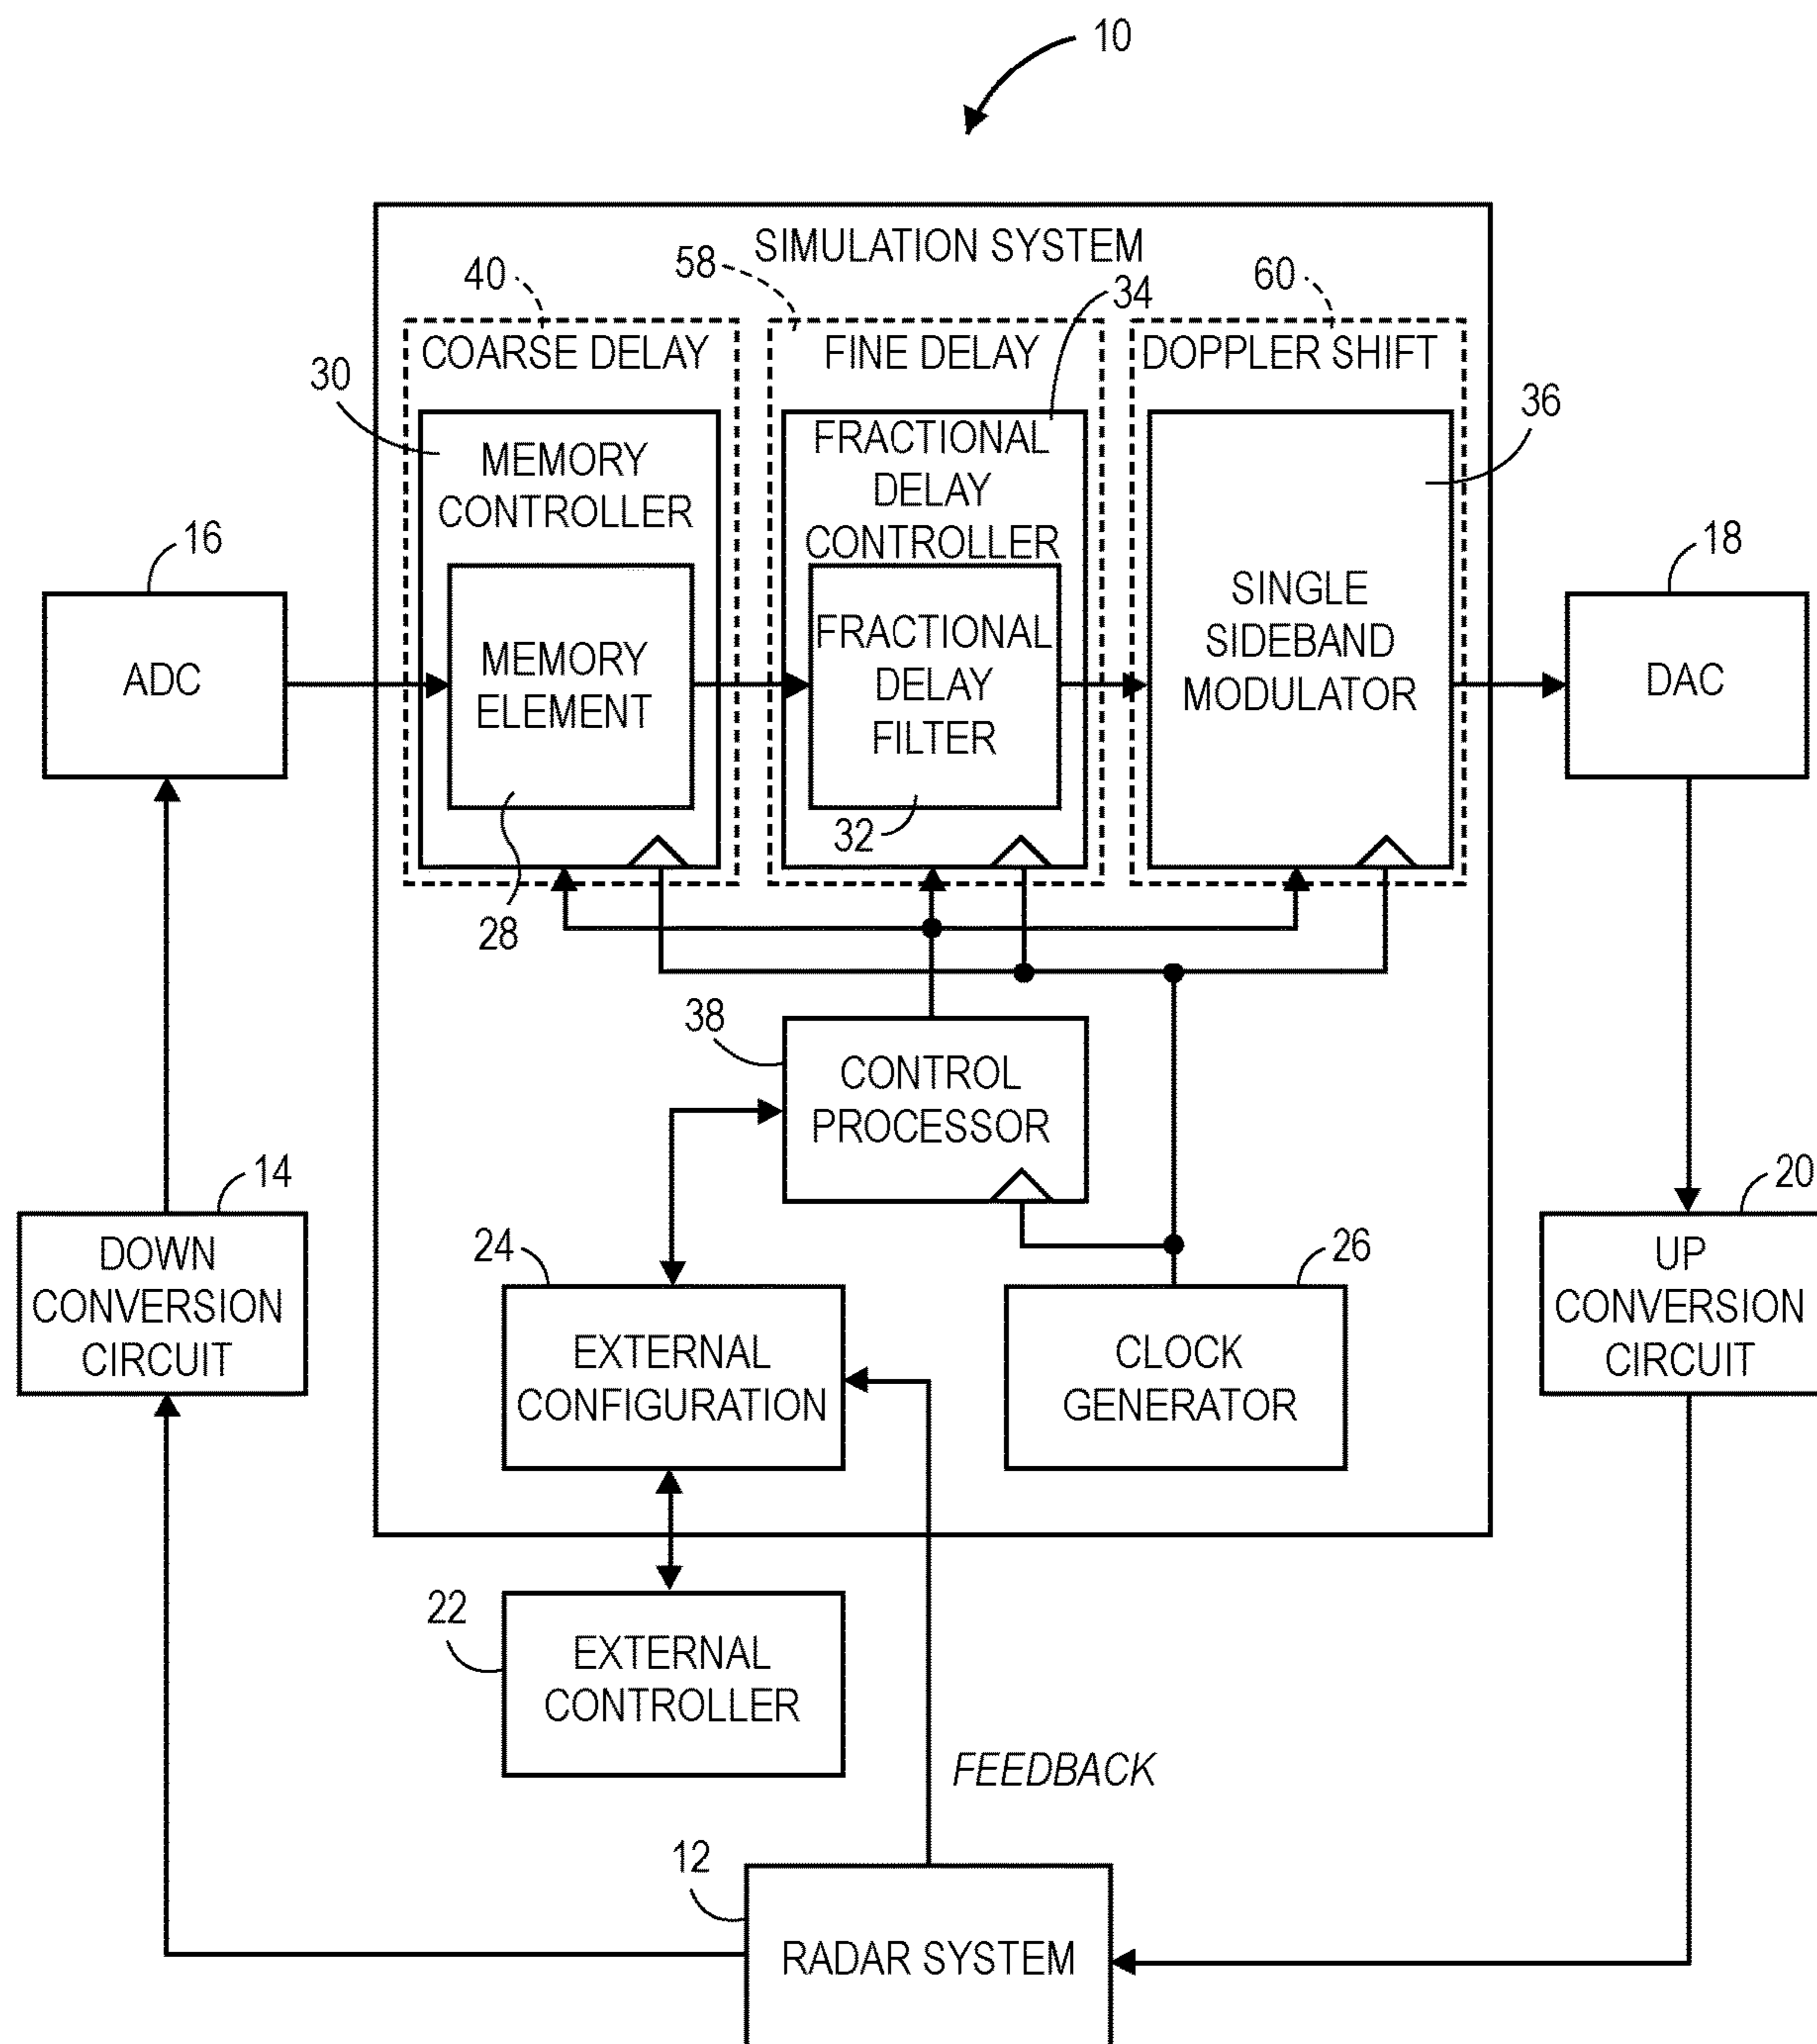 10
SIMULATION SYSTEM
40
58
60
34
COARSE DELAY
FINE DELAY
DOPPLER SHIFT
30
36
MEMORY
CONTROLLER
FRACTIONAL
DELAY
CONTROLLER
16
18
ADC
MEMORY
ELEMENT
FRACTIONAL
DELAY
FILTER
SINGLE
SIDEBAND
MODULATOR
DAC
28
32
38
CONTROL
PROCESSOR
14
20
DOWN
CONVERSION
CIRCUIT
24
26
UP
CONVERSION
CIRCUIT
EXTERNAL
CONFIGURATION
CLOCK
GENERATOR
22
EXTERNAL
CONTROLLER
FEEDBACK
12
RADAR SYSTEM